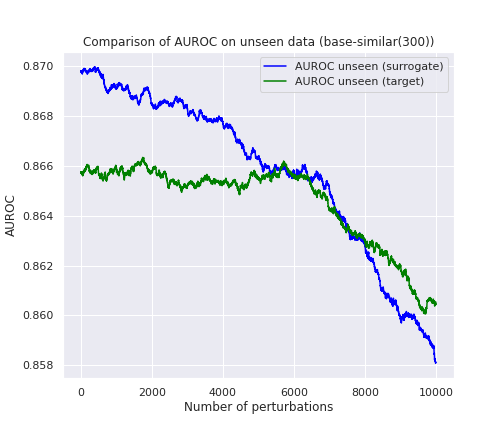 Comparison of AUROC on unseen data (base-similar(300))
AUROC unseen (surrogate)
AUROC unseen (target)
AUROC
0.870
0.868
0.866
0.864
0.862
0.860
0.858
0
2000
4000
6000
8000
10000
Number of perturbations